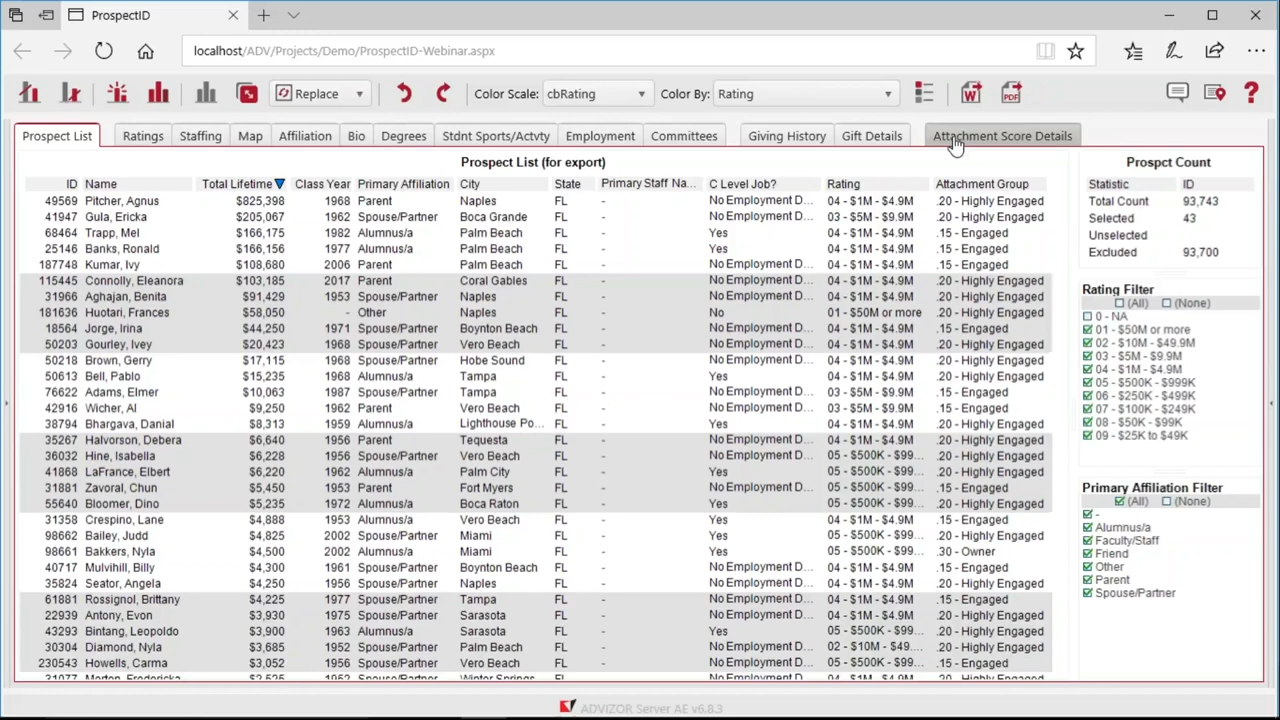 ProspectID
localhost/ADV/Projects/Demo/ProspectID-Webinar.aspx
Replace Color Scale: cbRating Color By: Rating
Prospect List Ratings Staffing Map Affiliation Bio Degrees Stdnt Sports/Actvty Employment Committees Giving History Gift Details Attachment Score Details
Prospect List (for export)
ID Name Total Lifetime Class Year Primary Affiliation City State Primary Staff Na... C Level Job? Rating Attachment Group
49569 Pitcher, Agnus $825,398 1968 Parent Naples FL - No Employment D... 04 - $1M - $4.9M .20 - Highly Engaged
41947 Gula, Ericka $205,067 1962 Spouse/Partner Boca Grande FL - No Employment D... 03 - $5M - $9.9M .20 - Highly Engaged
68464 Trapp, Mel $166,175 1982 Alumnus/a Palm Beach FL - Yes 04 - $1M - $4.9M .15 - Engaged
25146 Banks, Ronald $166,156 1977 Alumnus/a Palm Beach FL - Yes 04 - $1M - $4.9M .15 - Engaged
187748 Kumar, Ivy $108,680 2006 Parent Palm Beach FL - No Employment D... 04 - $1M - $4.9M .15 - Engaged
115445 Connolly, Eleanora $103,185 2017 Parent Coral Gables FL - No Employment D... 04 - $1M - $4.9M .20 - Highly Engaged
31966 Aghajan, Benita $91,429 1953 Spouse/Partner Naples FL - No Employment D... 04 - $1M - $4.9M .20 - Highly Engaged
181636 Huotari, Frances $58,050 - Other Naples FL - No 01 - $50M or more .20 - Highly Engaged
18564 Jorge, Irina $44,250 1971 Spouse/Partner Boynton Beach FL - No Employment D... 04 - $1M - $4.9M .15 - Engaged
50203 Gourley, Ivey $20,423 1968 Spouse/Partner Vero Beach FL - No Employment D... 04 - $1M - $4.9M .20 - Highly Engaged
50218 Brown, Gerry $17,115 1968 Spouse/Partner Hobe Sound FL - No Employment D... 04 - $1M - $4.9M .20 - Highly Engaged
50613 Bell, Pablo $15,235 1968 Alumnus/a Tampa FL - Yes 04 - $1M - $4.9M .20 - Highly Engaged
76622 Adams, Elmer $10,063 1987 Spouse/Partner Tampa FL - No Employment D... 03 - $5M - $9.9M .15 - Engaged
42916 Wicher, Al $9,250 1962 Parent Vero Beach FL - No Employment D... 04 - $1M - $4.9M .15 - Engaged
38794 Bhargava, Danial $8,313 1959 Alumnus/a Lighthouse Po... FL - Yes 04 - $1M - $4.9M .20 - Highly Engaged
35267 Halvorson, Debera $6,640 1956 Parent Tequesta FL - No Employment D... 04 - $1M - $4.9M .20 - Highly Engaged
36032 Hine, Isabella $6,228 1956 Spouse/Partner Vero Beach FL - No Employment D... 05 - $500K - $99... .20 - Highly Engaged
41868 LaFrance, Elbert $6,220 1962 Alumnus/a Palm City FL - Yes 05 - $500K - $99... .20 - Highly Engaged
31881 Zavoral, Chun $5,450 1953 Parent Fort Myers FL - No Employment D... 05 - $500K - $99... .15 - Engaged
55640 Bloomer, Dino $5,235 1972 Alumnus/a Boca Raton FL - Yes 05 - $500K - $99... .20 - Highly Engaged
31358 Crespino, Lane $4,888 1953 Alumnus/a Vero Beach FL - Yes 04 - $1M - $4.9M .15 - Engaged
98662 Bailey, Judd $4,825 2002 Spouse/Partner Miami FL - Yes 05 - $500K - $99... .20 - Highly Engaged
98661 Bakkers, Nyla $4,500 2002 Alumnus/a Miami FL - Yes 05 - $500K - $99... .30 - Owner
40717 Mulvihill, Billy $4,300 1961 Spouse/Partner Boynton Beach FL - No Employment D... 04 - $1M - $4.9M .15 - Engaged
35824 Seator, Angela $4,250 1956 Spouse/Partner Naples FL - No Employment D... 04 - $1M - $4.9M .20 - Highly Engaged
61881 Rossignol, Brittany $4,225 1977 Spouse/Partner Tampa FL - No Employment D... 04 - $1M - $4.9M .15 - Engaged
22939 Antony, Evon $3,930 1975 Spouse/Partner Sarasota FL - No Employment D... 04 - $1M - $4.9M .20 - Highly Engaged
43293 Bintang, Leopoldo $3,900 1963 Alumnus/a Sarasota FL - Yes 05 - $500K - $99... .20 - Highly Engaged
30304 Diamond, Nyla $3,685 1952 Spouse/Partner Palm Beach FL - No Employment D... 02 - $10M - $49.... .20 - Highly Engaged
230543 Howells, Carma $3,052 1956 Spouse/Partner Vero Beach FL - No Employment D... 05 - $500K - $99... .15 - Engaged
Prospct Count
Statistic ID
Total Count 93,743
Selected 43
Unselected
Excluded 93,700
Rating Filter
(All) (None)
0 - NA
01 - $50M or more
02 - $10M - $49.9M
03 - $5M - $9.9M
04 - $1M - $4.9M
05 - $500K - $999K
06 - $250K - $499K
07 - $100K - $249K
08 - $50K - $99K
09 - $25K to $49K
Primary Affiliation Filter
(All) (None)
-
Alumnus/a
Faculty/Staff
Friend
Other
Parent
Spouse/Partner
ADVIZOR Server AE v6.8.3